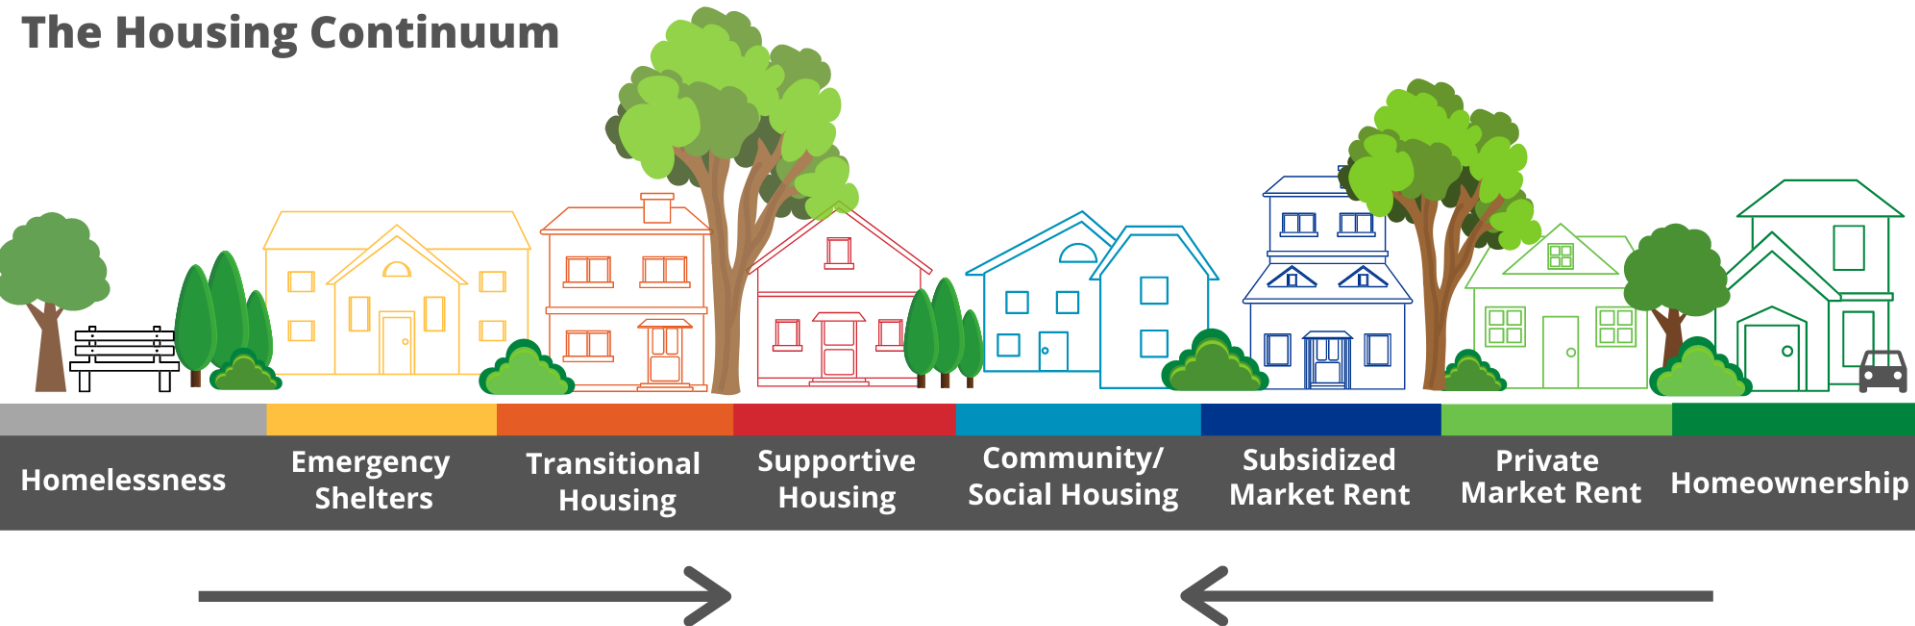 The Housing Continuum
Homelessness
Emergency
Shelters
Transitional
Housing
Supportive
Housing
Community/
Social Housing
Subsidized
Market Rent
Private
Market Rent
Homeownership